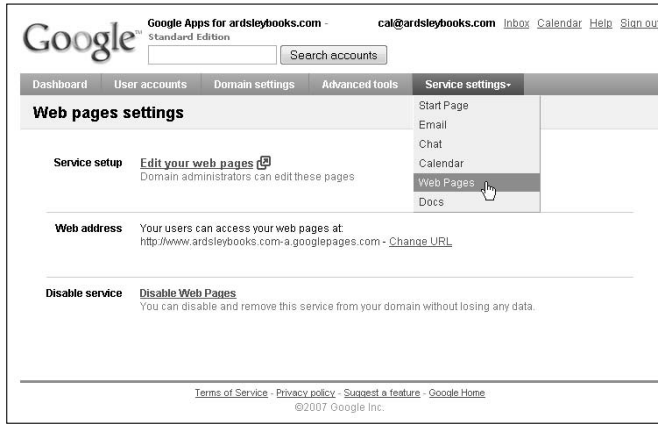 Google™
Google Apps for ardsleybooks.com - cal@ardsleybooks.com Inbox Calendar Help Sign out
Standard Edition
Search accounts
Dashboard User accounts Domain settings Advanced tools Service settings
Web pages settings
Start Page
Email
Chat
Calendar
Web Pages
Docs
Service setup Edit your web pages
Domain administrators can edit these pages
Web address Your users can access your web pages at:
http://www.ardsleybooks.com-a.googlepages.com - Change URL
Disable service Disable Web Pages
You can disable and remove this service from your domain without losing any data.
Terms of Service - Privacy policy - Suggest a feature - Google Home
©2007 Google Inc.